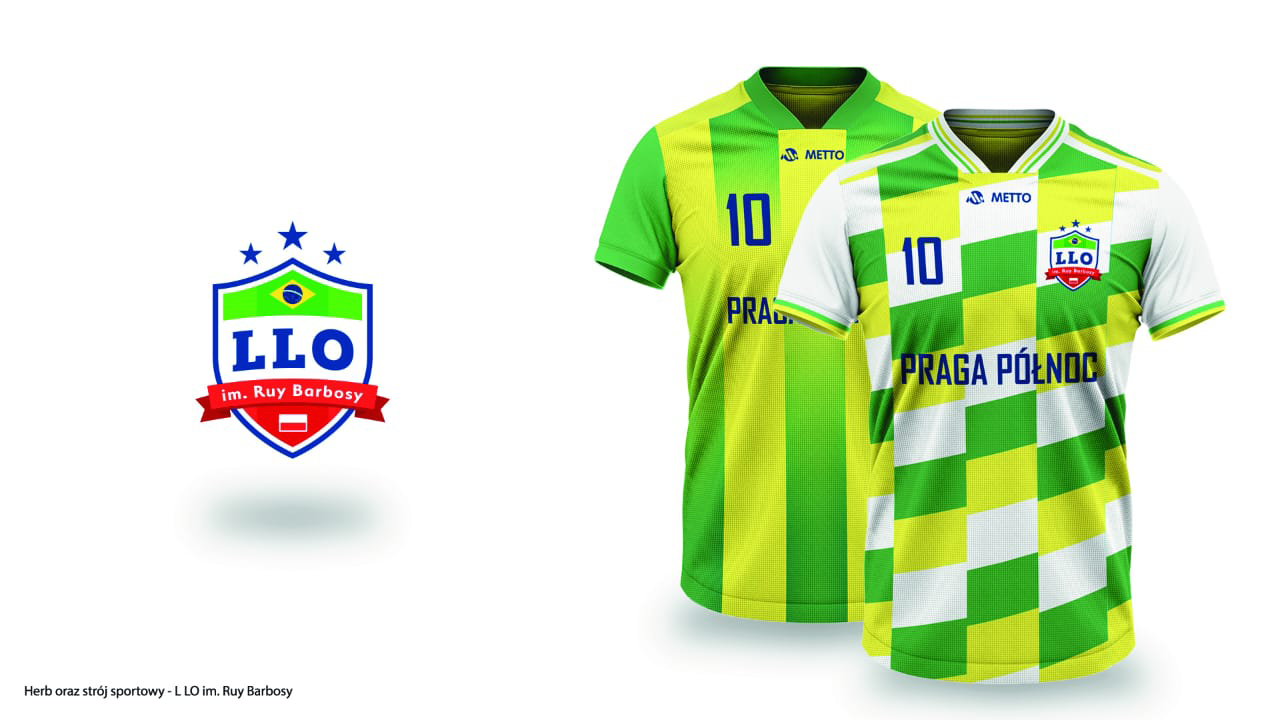 LLO
im. Ruy Barbosy
METTO
10
METTO
10
LLO
im. Ruy Barbosy
PRAGA PÓŁNOC
Herb oraz strój sportowy - L LO im. Ruy Barbosy